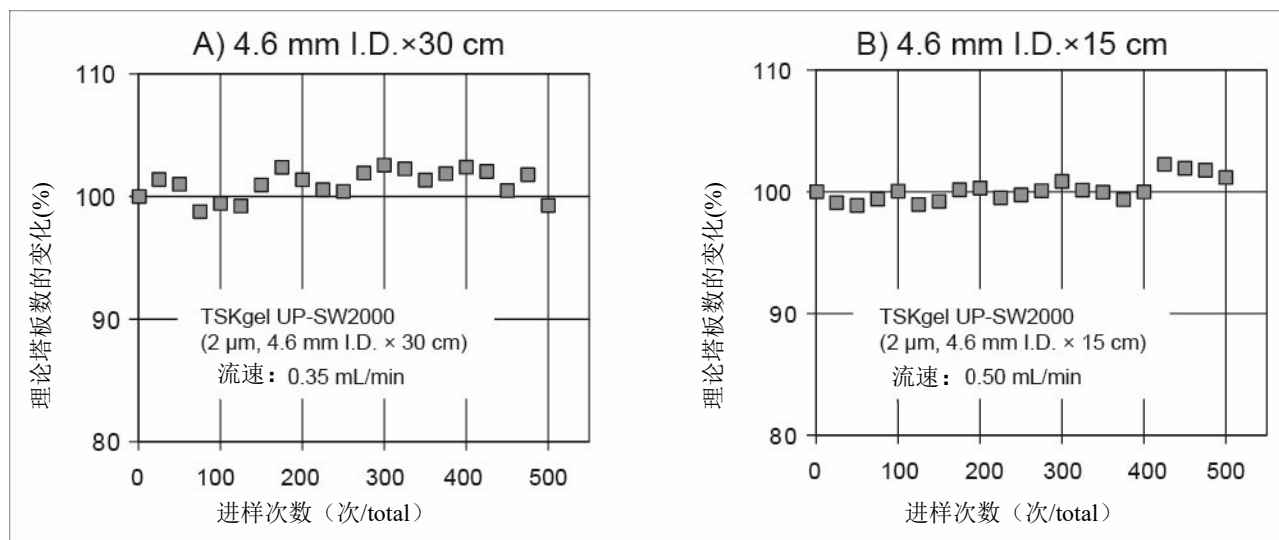 A) 4.6 mm I.D.×30 cm
110
100
90
80
理论塔板数的变化(%)
TSKgel UP-SW2000
(2 μm, 4.6 mm I.D. × 30 cm)
流速：0.35 mL/min
0 100 200 300 400 500
进样次数（次/total）
B) 4.6 mm I.D.×15 cm
110
100
90
80
理论塔板数的变化(%)
TSKgel UP-SW2000
(2 μm, 4.6 mm I.D. × 15 cm)
流速：0.50 mL/min
0 100 200 300 400 500
进样次数（次/total）